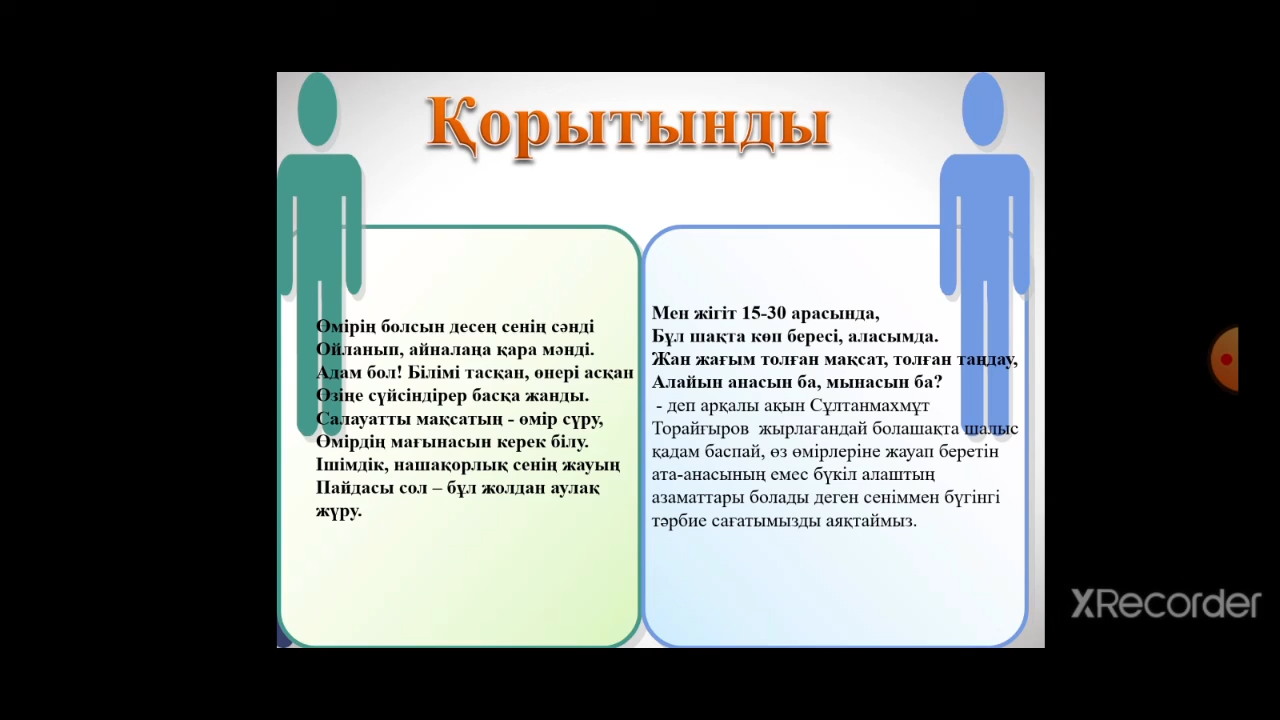 Қорытынды
Өмірің болсын десең сенің сәнді
Ойланып, айналаңа қара мәнді.
Адам бол! Білімі тасқан, өнері асқан
Өзіңе сүйсіндірер басқа жанды.
Салауатты мақсатың - өмір сүру,
Өмірдің мағынасын керек білу.
Ішімдік, нашақорлық сенің жауың
Пайдасы сол – бұл жолдан аулақ
жүру.
Мен жігіт 15-30 арасында,
Бұл шақта көп бересі, аласымда.
Жан жағым толған мақсат, толған таңдау,
Алайын анасын ба, мынасын ба?
- деп арқалы ақын Сұлтанмахмұт
Торайғыров жырлағандай болашақта шалыс
қадам баспай, өз өмірлеріне жауап беретін
ата-анасының емес бүкіл алаштың
азаматтары болады деген сеніммен бүгінгі
тәрбие сағатымызды аяқтаймыз.
XRecorder